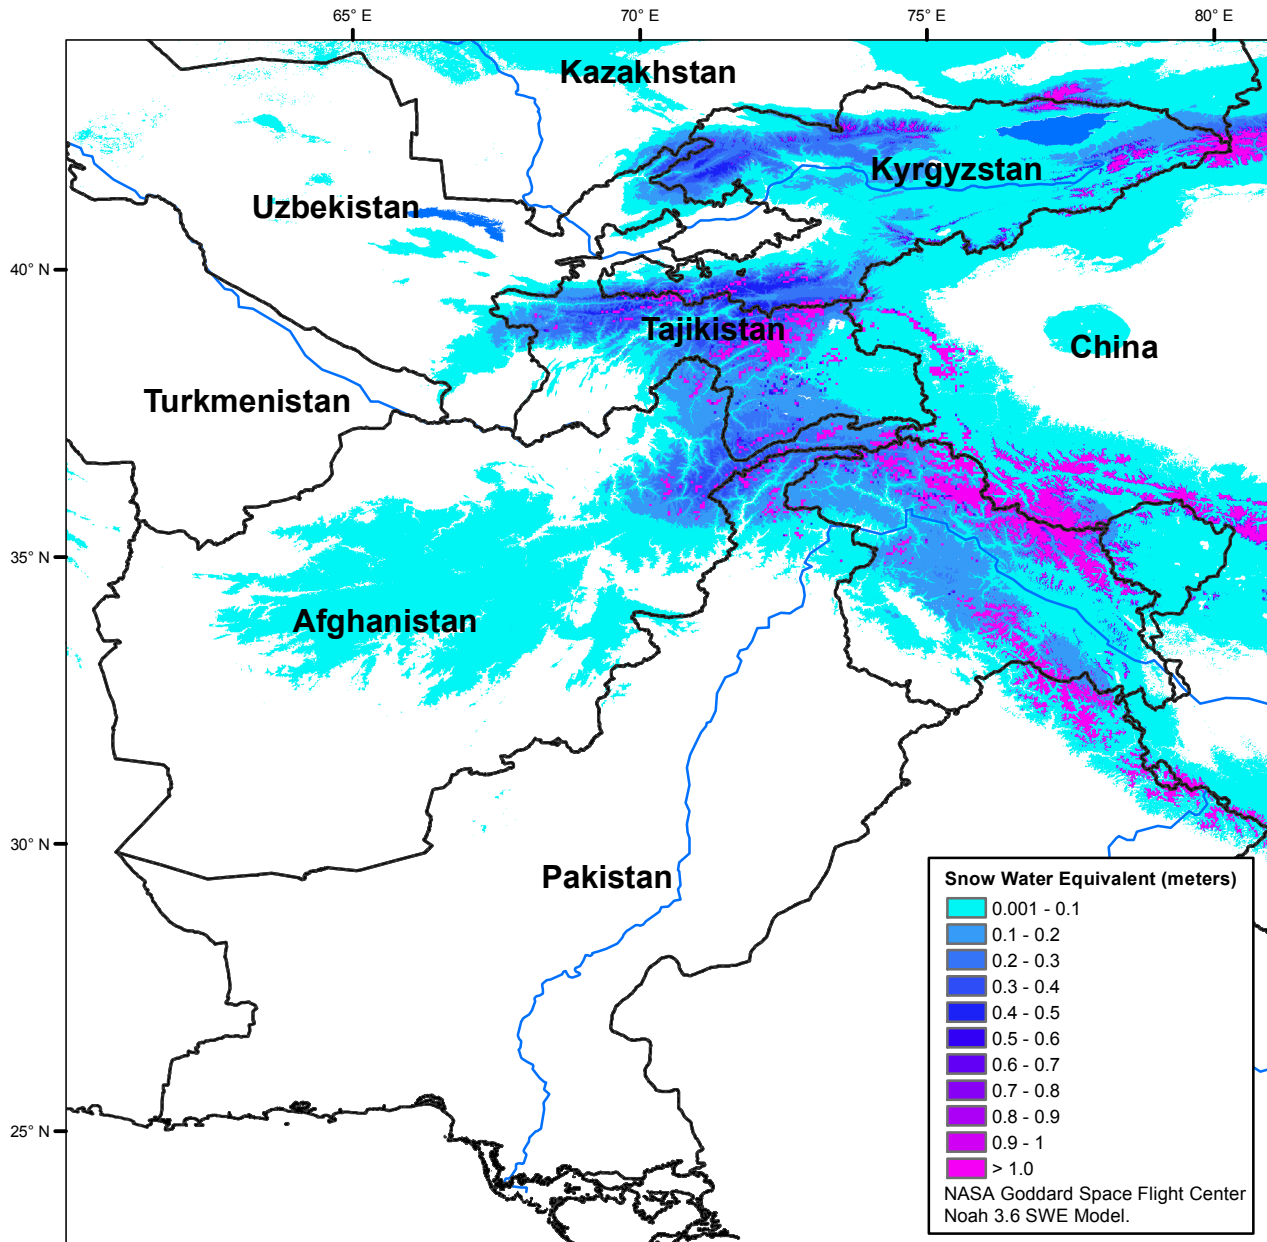 65° E
70° E
75° E
80° E
Kazakhstan
Kyrgyzstan
Uzbekistan
40° N
Tajikistan
China
Turkmenistan
35° N
Afghanistan
30° N
Pakistan
25° N
Snow Water Equivalent (meters)
0.001 - 0.1
0.1 - 0.2
0.2 - 0.3
0.3 - 0.4
0.4 - 0.5
0.5 - 0.6
0.6 - 0.7
0.7 - 0.8
0.8 - 0.9
0.9 - 1
> 1.0
NASA Goddard Space Flight Center
Noah 3.6 SWE Model.